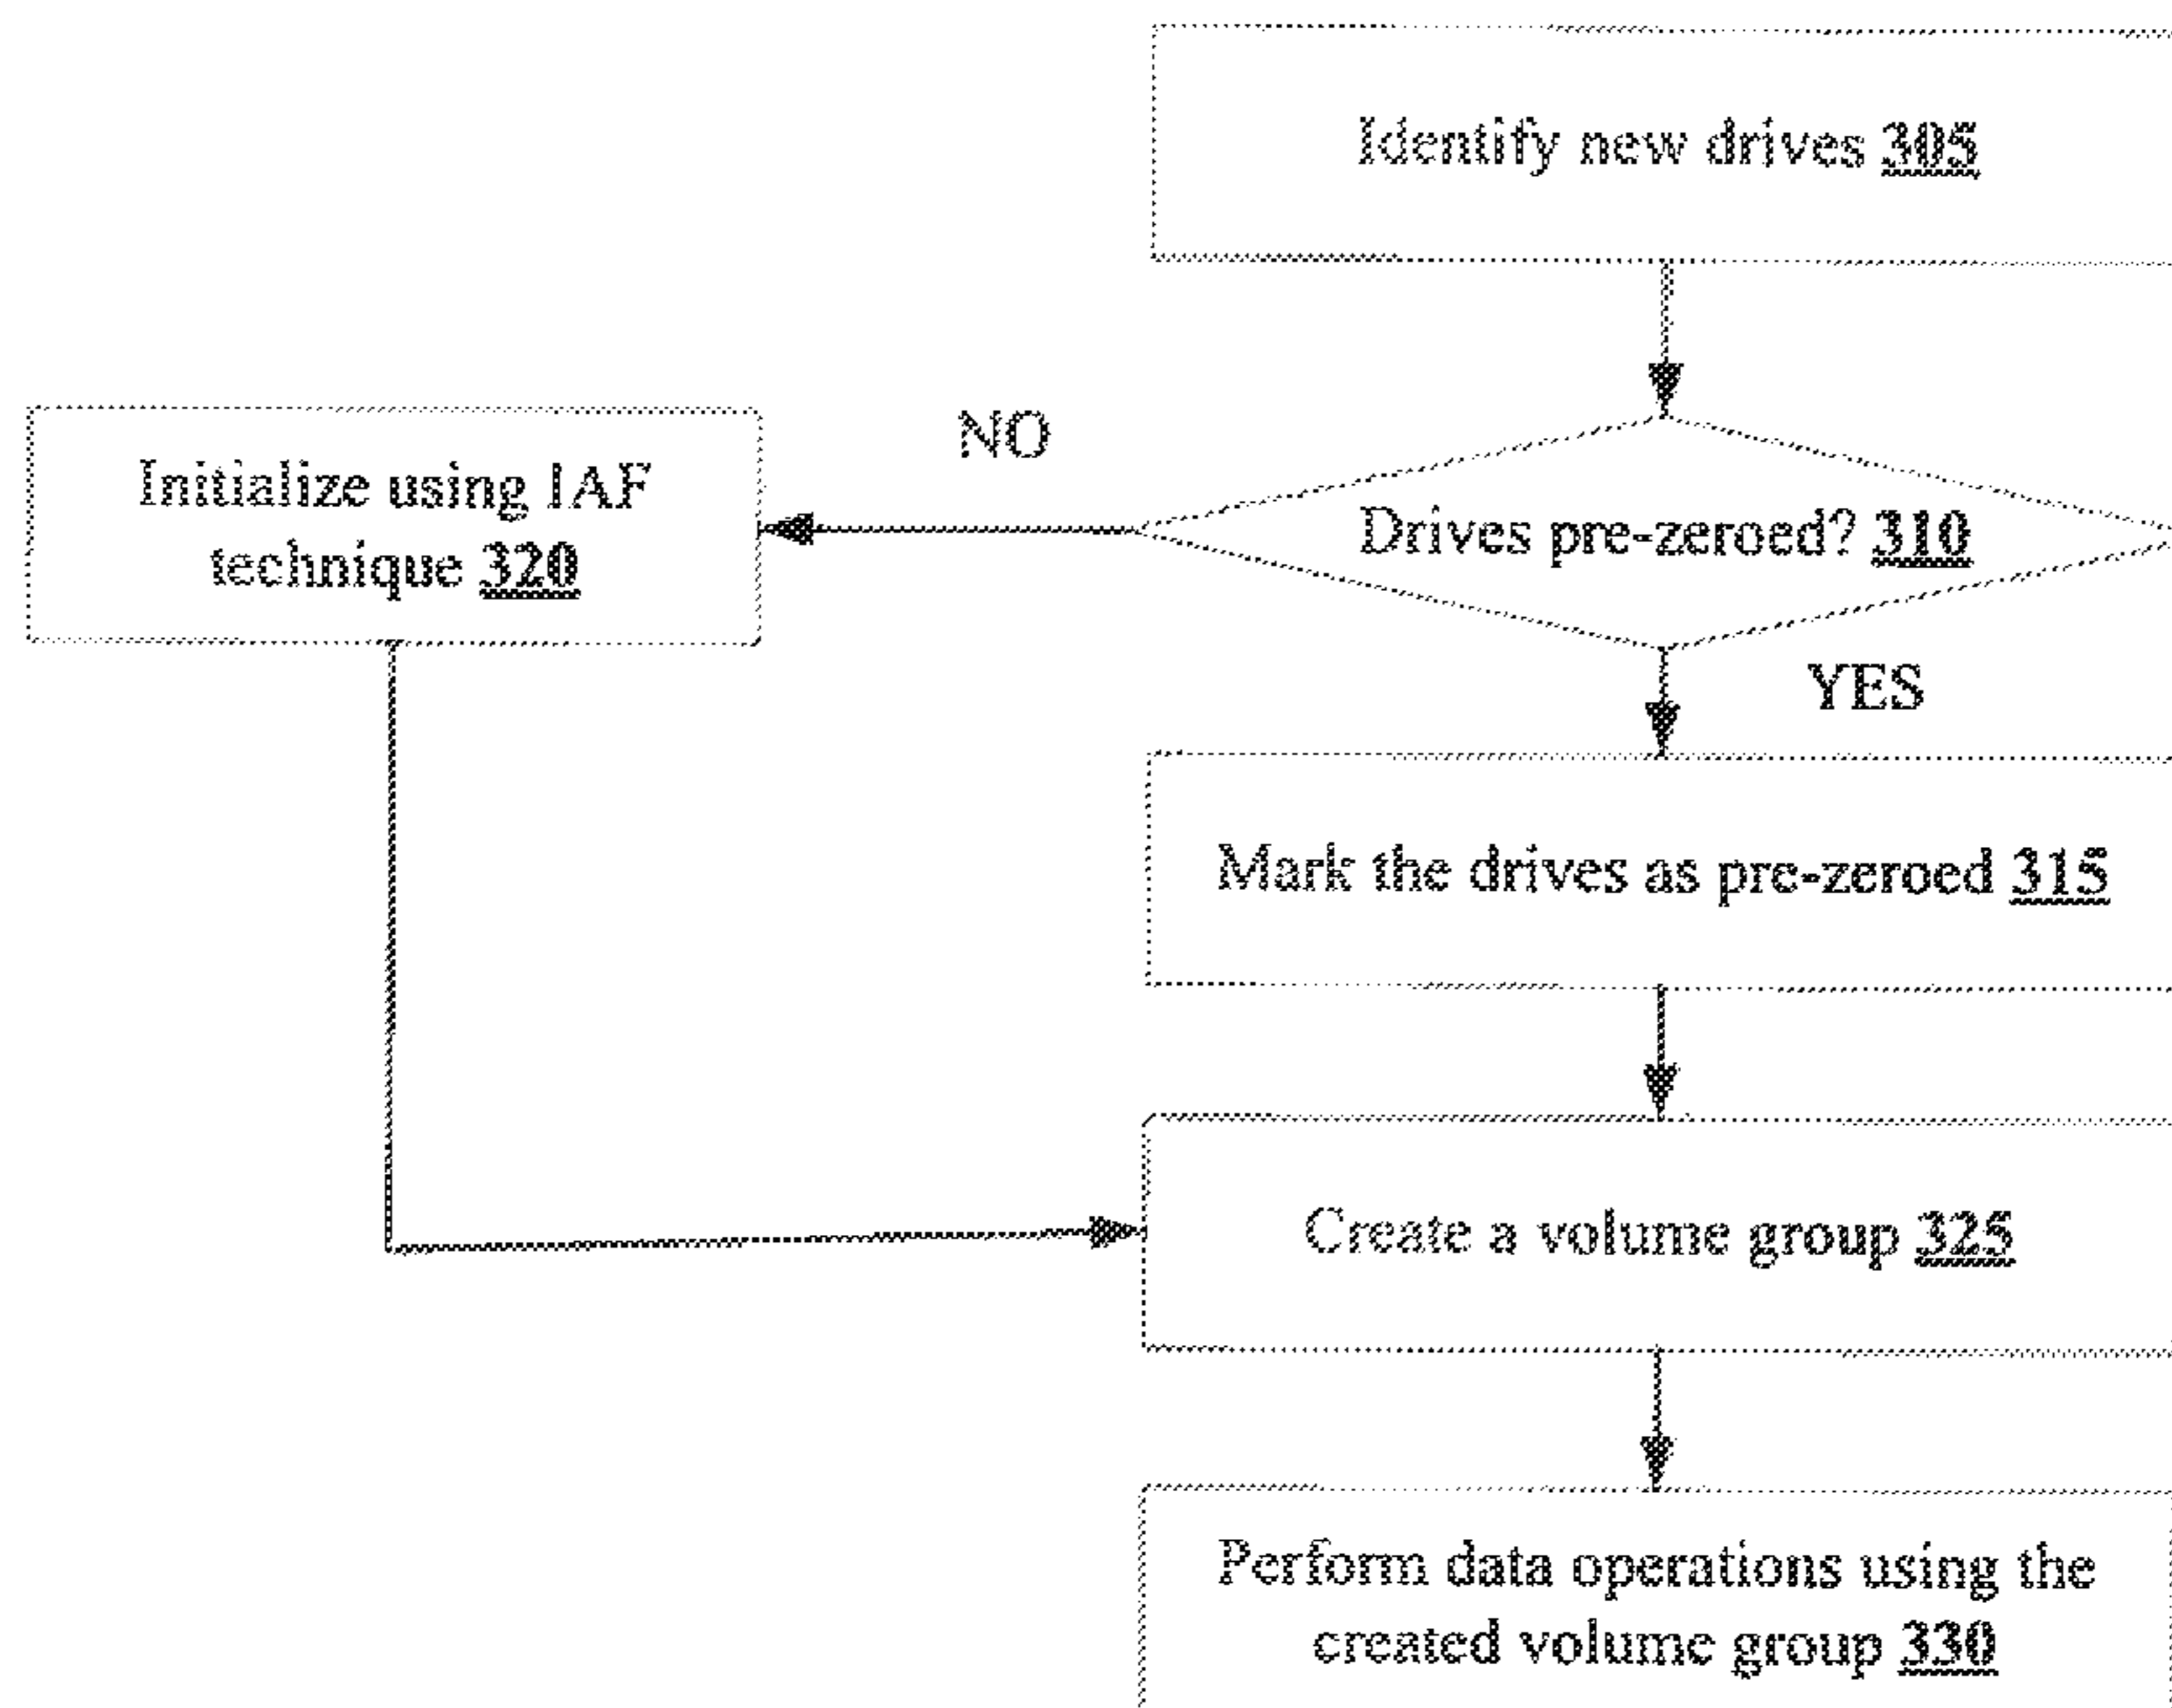 Identify new drives 305
NO
Initialize using IAF
technique 320
Drives pre-zeroed? 310
YES
Mark the drives as pre-zeroed 315
Create a volume group 325
Perform data operations using the
created volume group 330